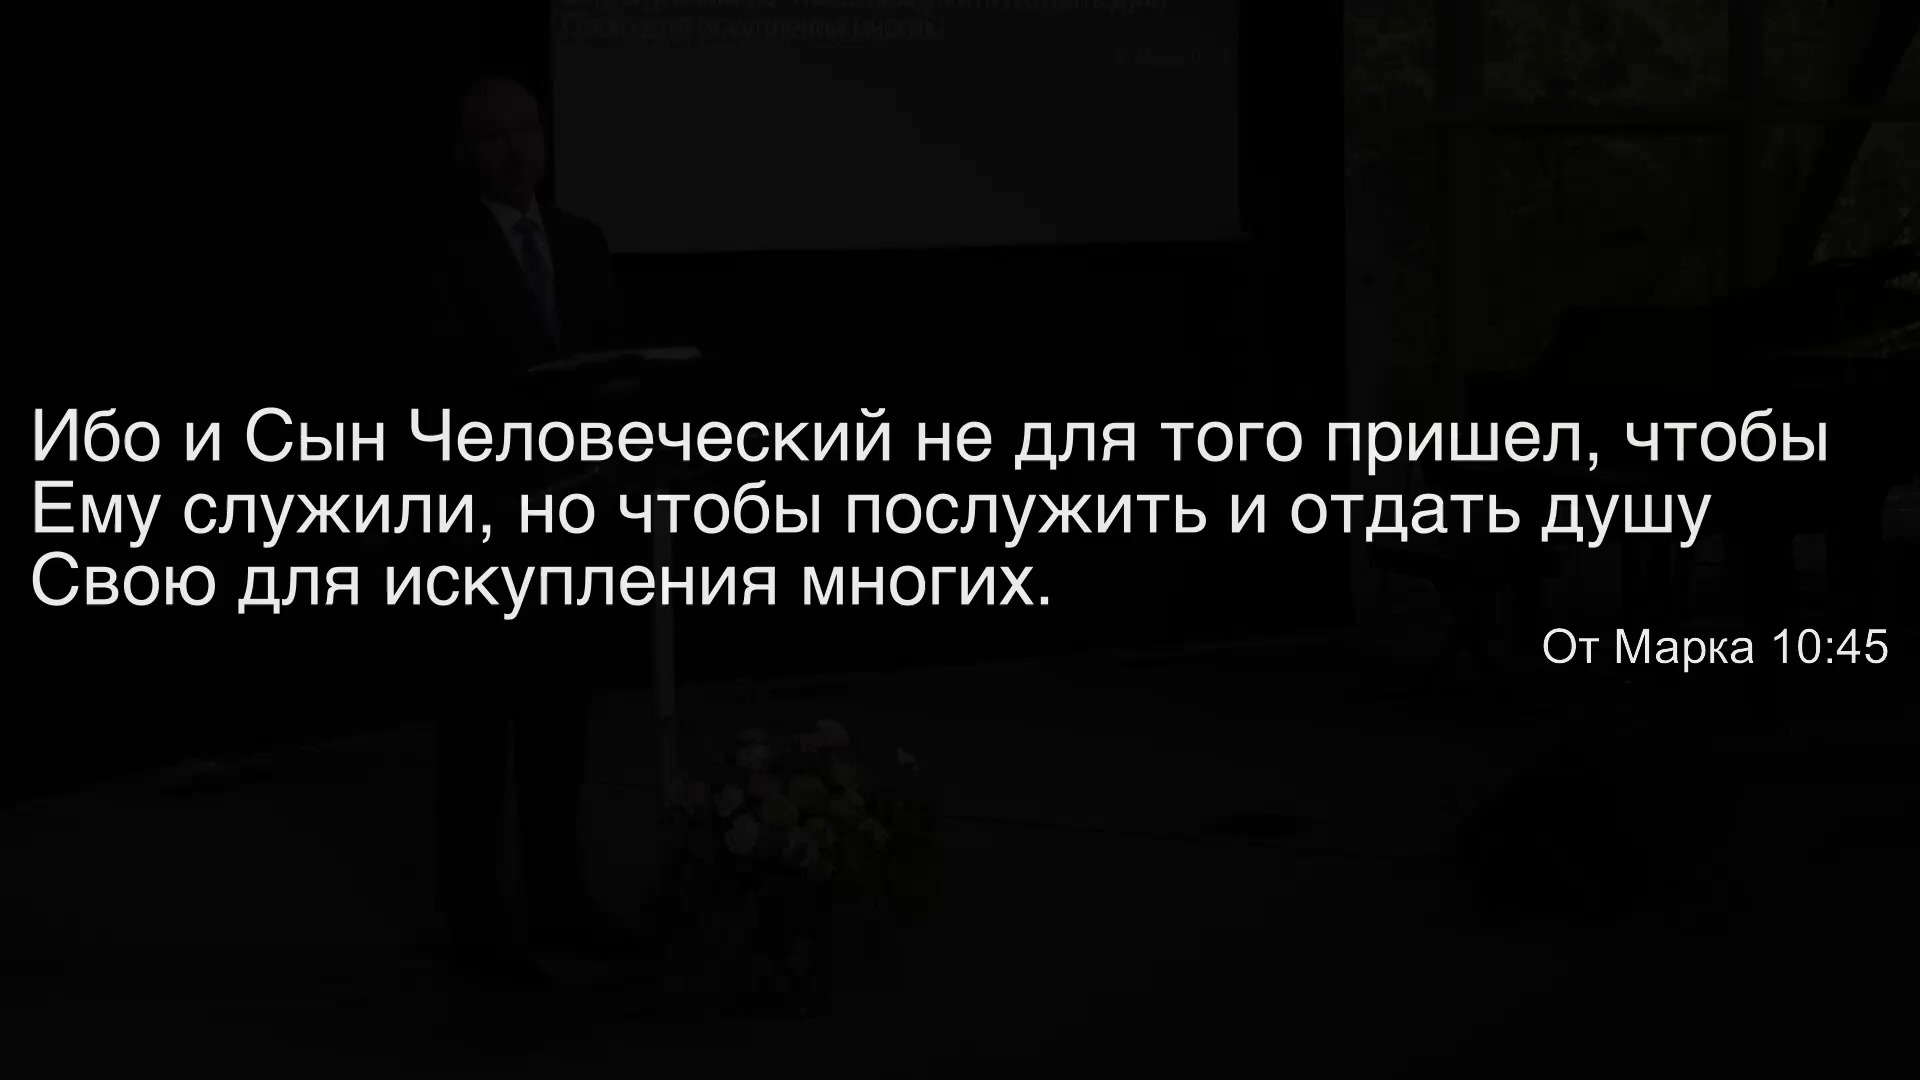 Ибо и Сын Человеческий не для того пришел, чтобы
Ему служили, но чтобы послужить и отдать душу
Свою для искупления многих.
От Марка 10:45